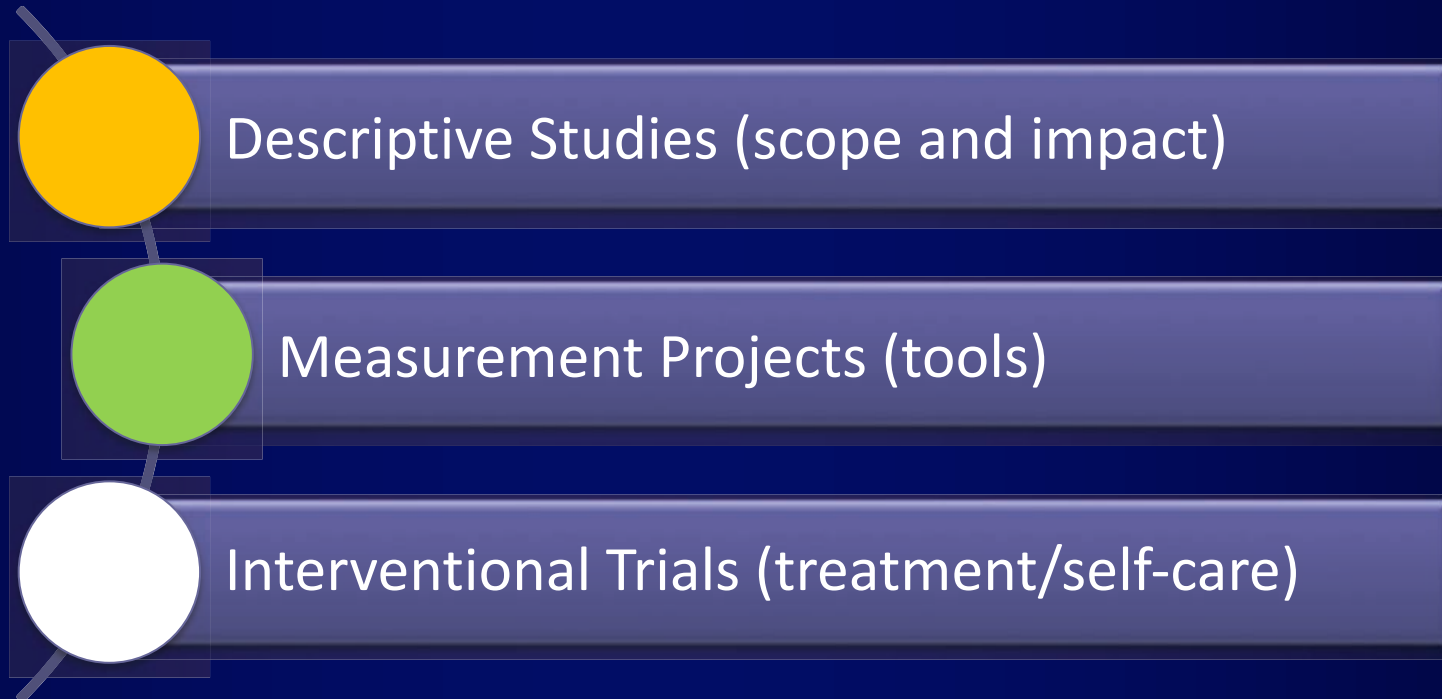 Descriptive Studies (scope and impact)
Measurement Projects (tools)
Interventional Trials (treatment/self-care)